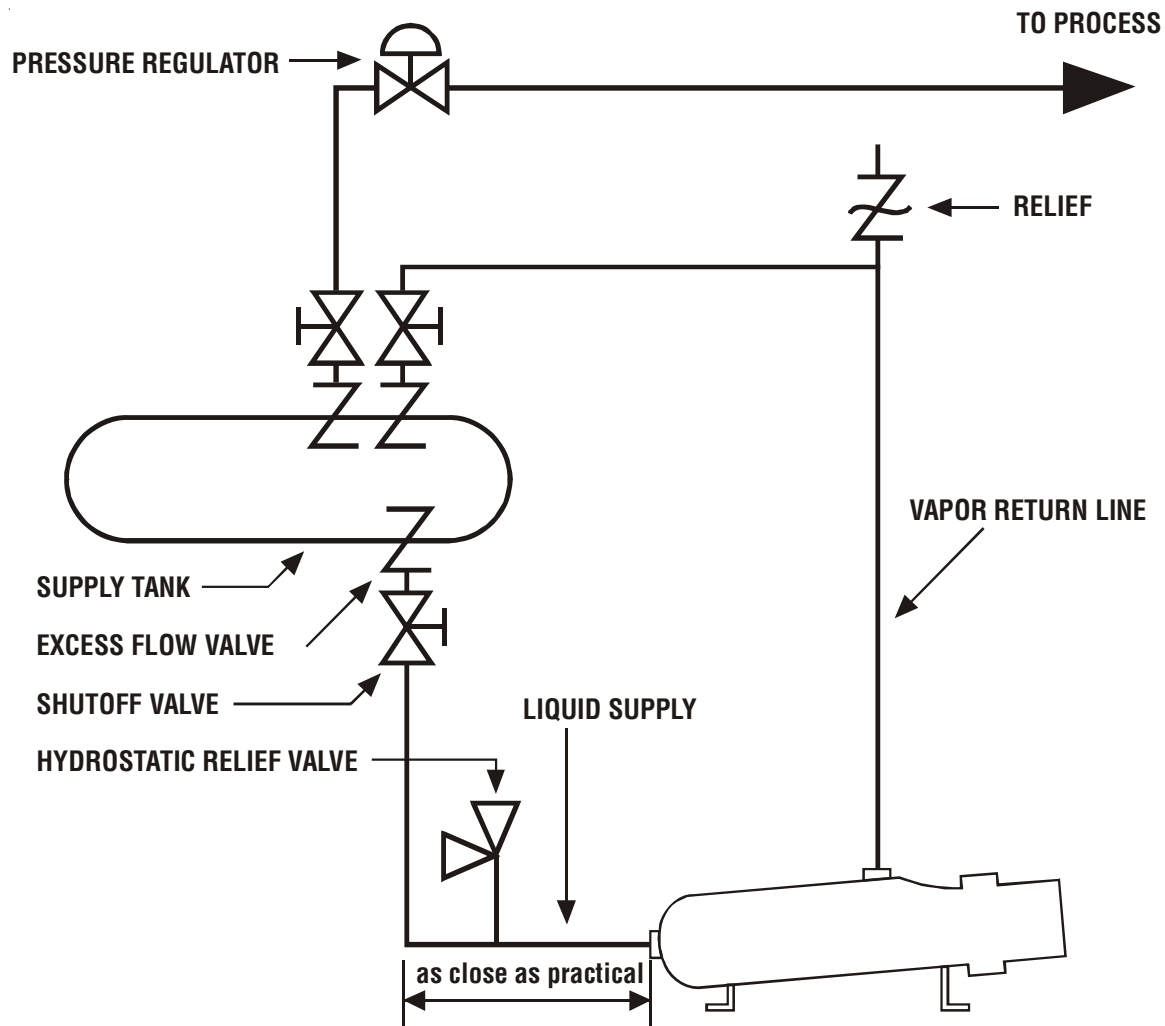 TO PROCESS
PRESSURE REGULATOR
RELIEF
VAPOR RETURN LINE
SUPPLY TANK
EXCESS FLOW VALVE
SHUTOFF VALVE
LIQUID SUPPLY
HYDROSTATIC RELIEF VALVE
as close as practical